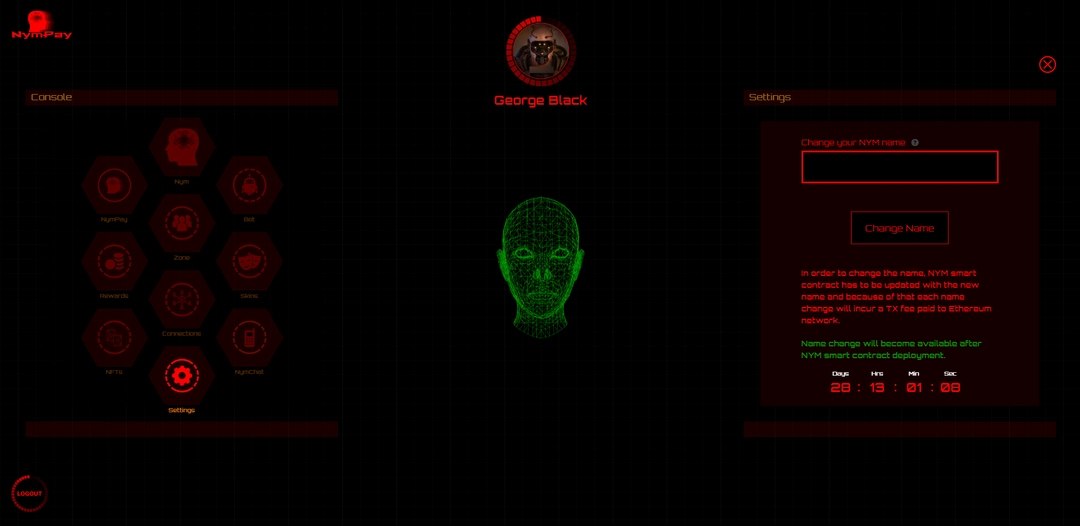 NymPay
George Black
Console
Nym
NymPay
Bot
Zone
Rewards
Skins
Connections
NFTs
NymChat
Settings
LOGOUT
Settings
Change your NYM name ?
Change Name
In order to change the name, NYM smart
contract has to be updated with the new
name and because of that each name
change will incur a TX fee paid to Ethereum
network.
Name change will become available after
NYM smart contract deployment.
Days Hrs Min Sec
28 : 13 : 01 : 08